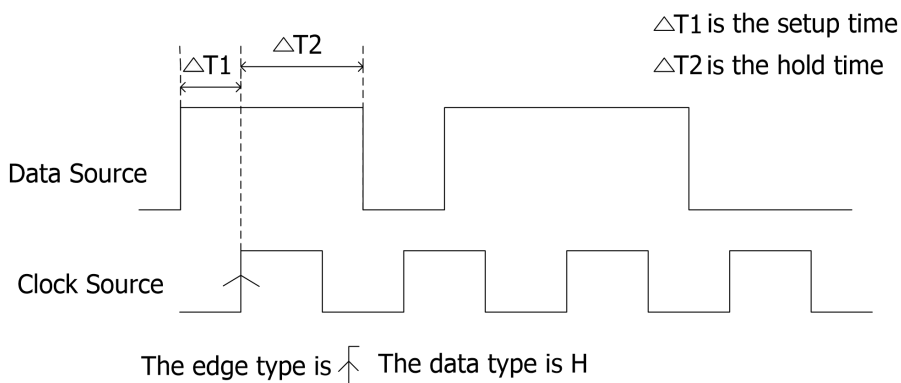 △T1 is the setup time
△T2 is the hold time
△T2
△T1
Data Source
Clock Source
The edge type is The data type is H